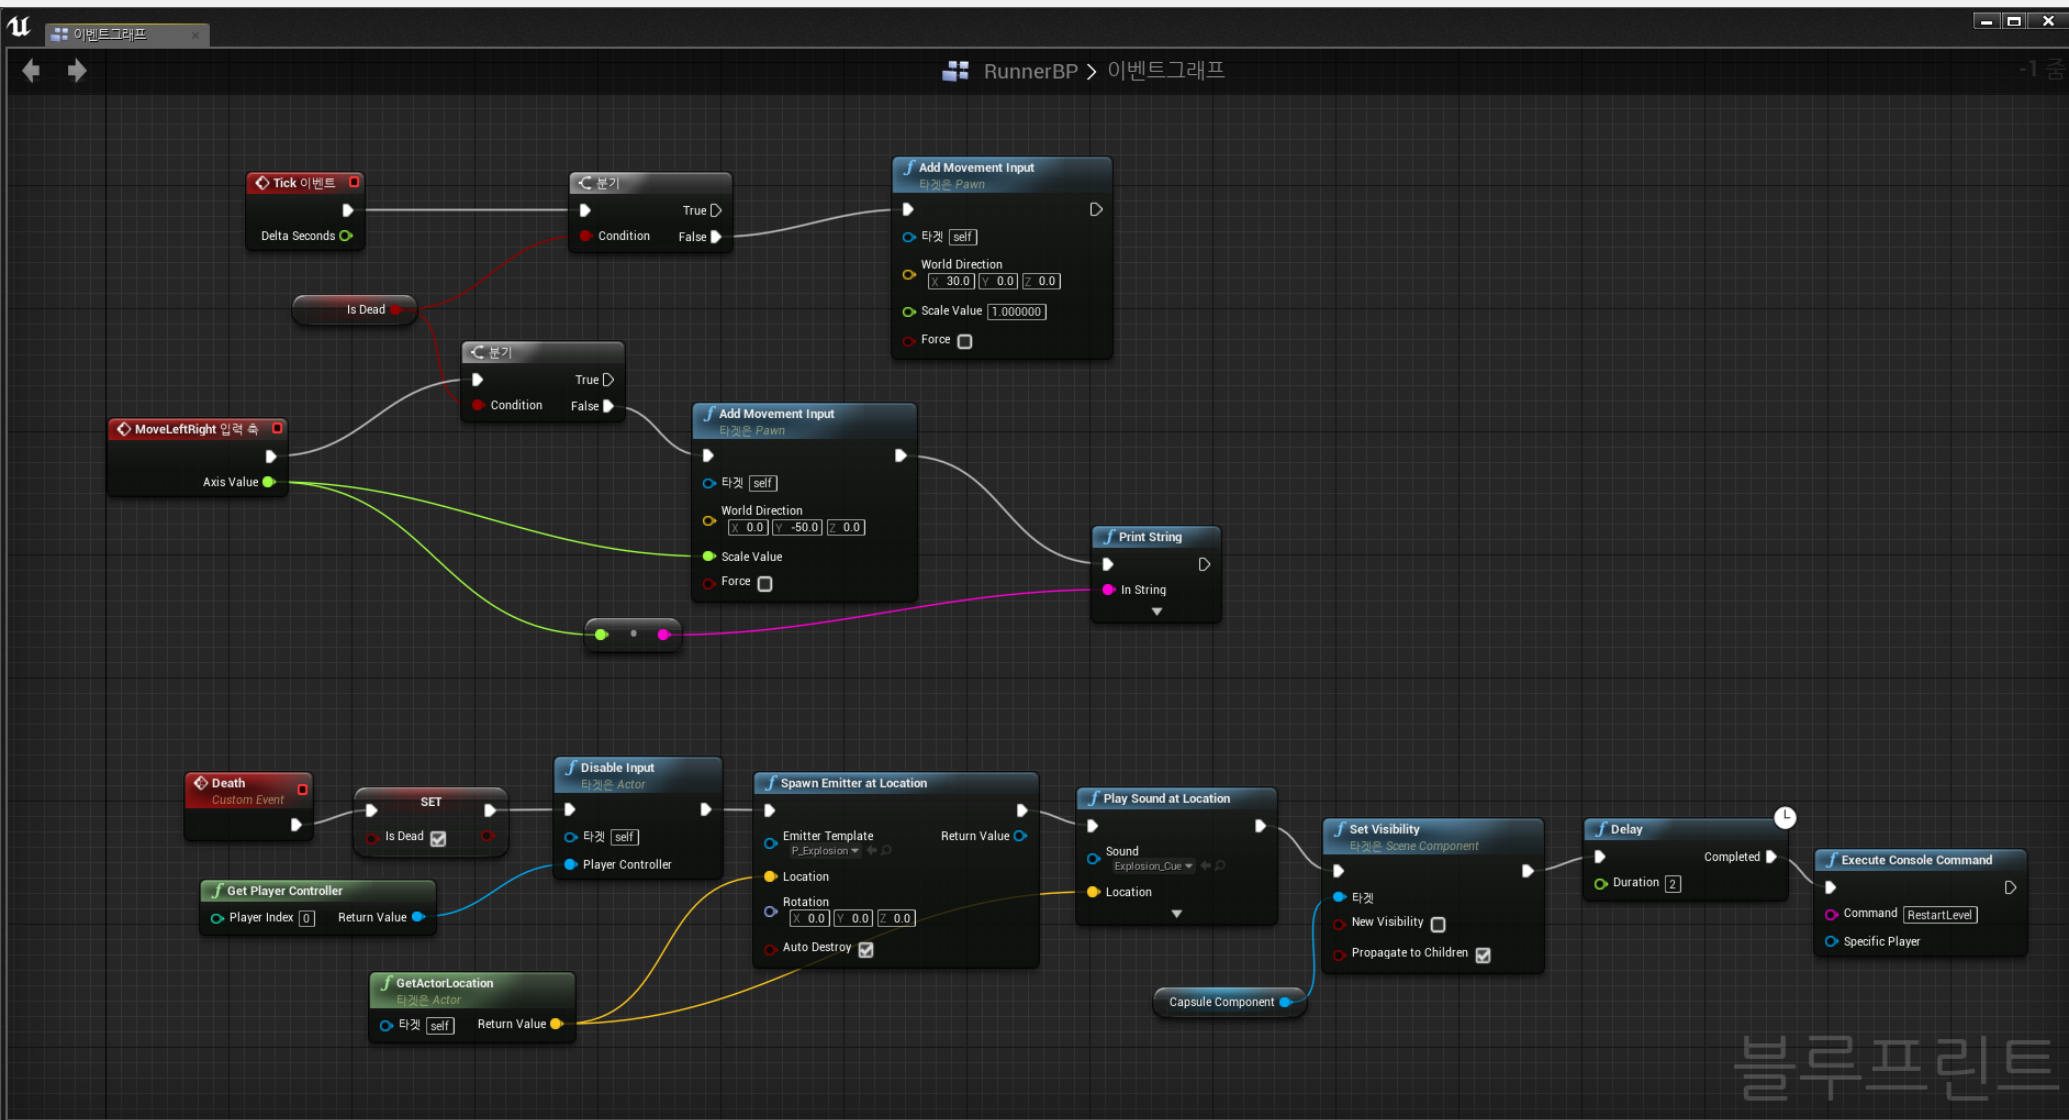 이벤트그래프
RunnerBP > 이벤트그래프
-1 줌
Tick 이벤트
Delta Seconds
분기
True
Condition
False
Add Movement Input
타겟은 Pawn
타겟 self
World Direction
X 30.0 Y 0.0 Z 0.0
Scale Value 1.000000
Force
Is Dead
분기
True
Condition
False
MoveLeftRight 입력 축
Axis Value
Add Movement Input
타겟은 Pawn
타겟 self
World Direction
X 0.0 Y -50.0 Z 0.0
Scale Value
Force
Print String
In String
Death
Custom Event
SET
Is Dead
Disable Input
타겟은 Actor
타겟 self
Player Controller
Get Player Controller
Player Index 0 Return Value
GetActorLocation
타겟은 Actor
타겟 self Return Value
Spawn Emitter at Location
Emitter Template Return Value
P_Explosion
Location
Rotation
X 0.0 Y 0.0 Z 0.0
Auto Destroy
Play Sound at Location
Sound
Explosion_Cue
Location
Set Visibility
타겟은 Scene Component
타겟
New Visibility
Propagate to Children
Capsule Component
Delay
Completed
Duration 2
Execute Console Command
Command RestartLevel
Specific Player
블루프린트